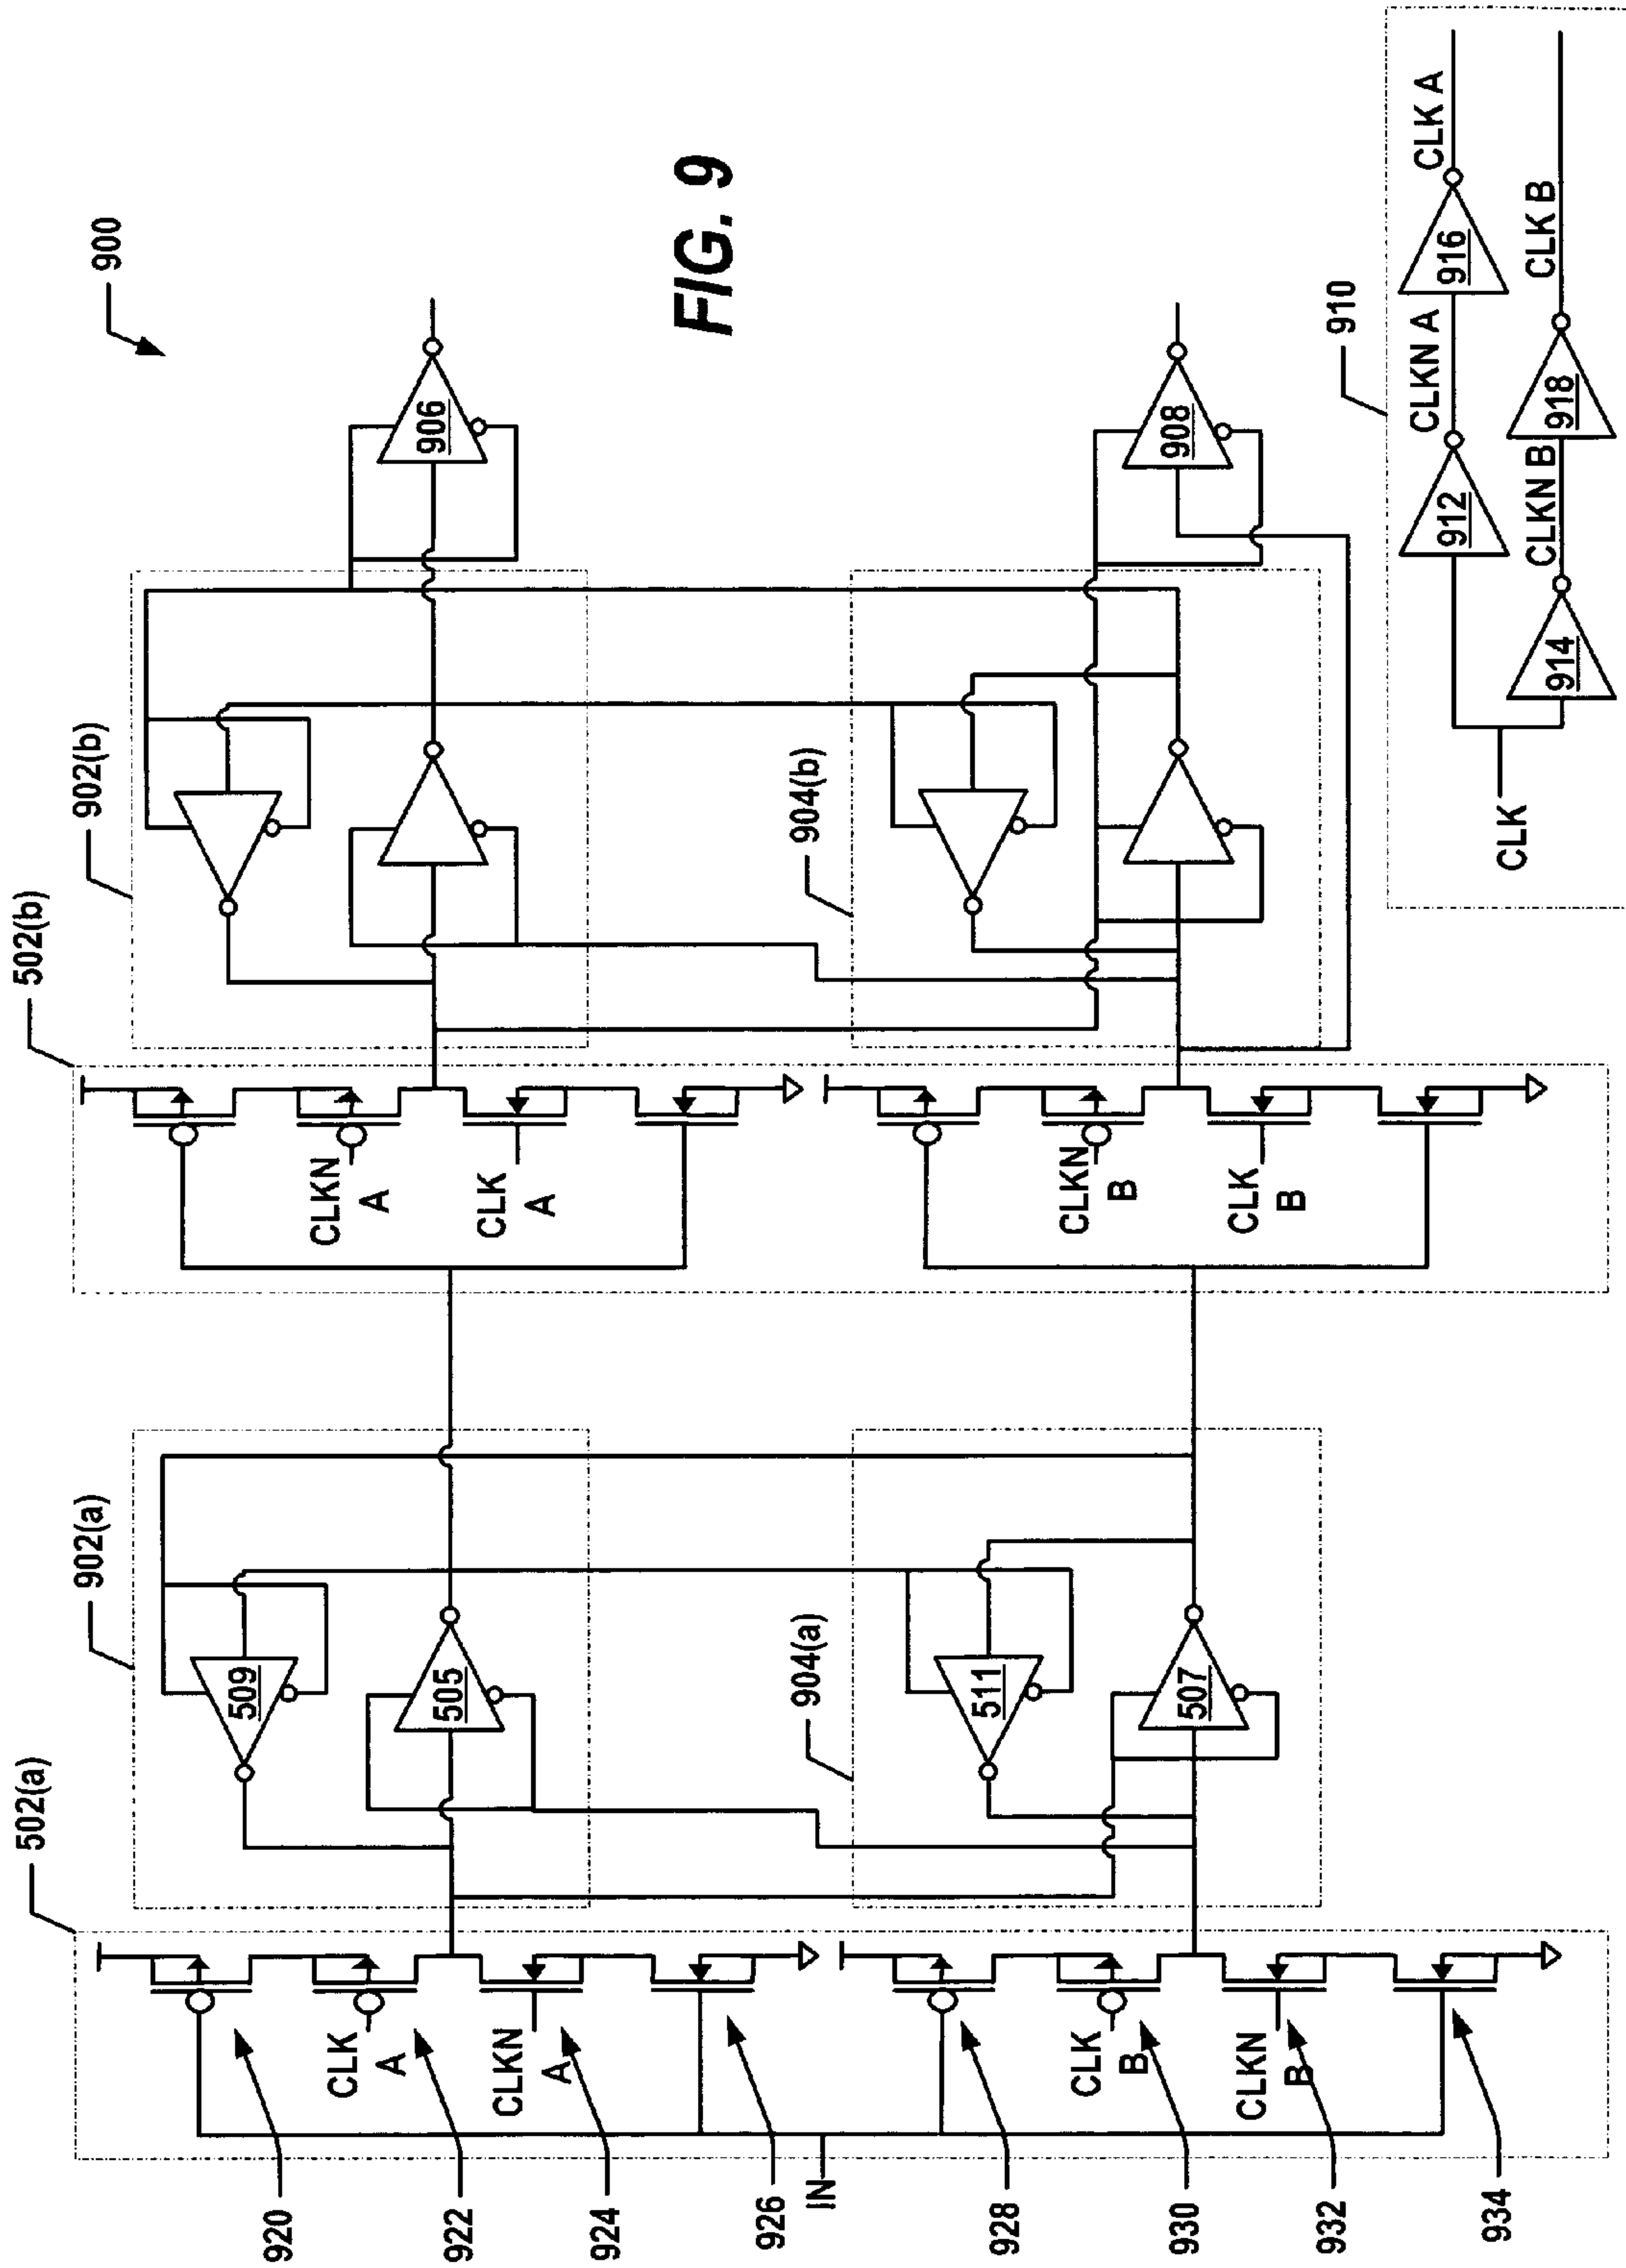 FIG. 9
900
502(a)
902(a)
502(b)
902(b)
509
505
906
904(a)
904(b)
511
507
908
CLK
A
CLKN
A
CLK
B
CLKN
B
CLKN
A
CLK
A
CLKN
B
CLK
B
IN
920
922
924
926
928
930
932
934
910
CLK
912
CLKN A
916
CLK A
914
CLKN B
918
CLK B